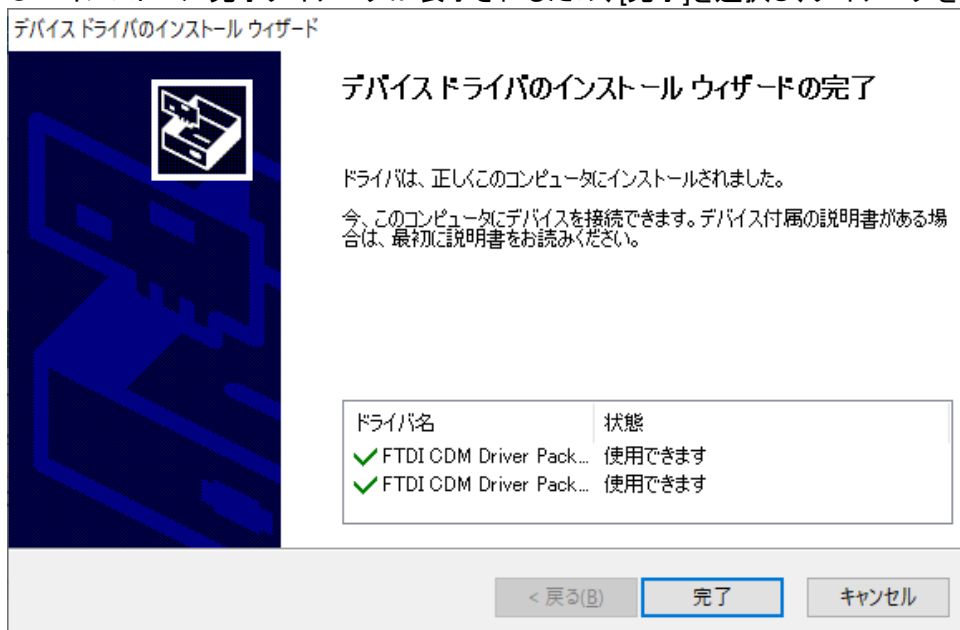 デバイス ドライバのインストール ウィザード
デバイス ドライバのインストール ウィザードの完了
ドライバは、正しくこのコンピュータにインストールされました。
今、このコンピュータにデバイスを接続できます。デバイス付属の説明書がある場
合は、最初に説明書をお読みください。
ドライバ名 状態
FTDI CDM Driver Pack... 使用できます
FTDI CDM Driver Pack... 使用できます
< 戻る(B) 完了 キャンセル